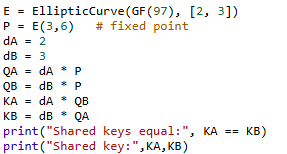 E = EllipticCurve(GF(97), [2, 3])
P = E(3,6)   # fixed point
dA = 2
dB = 3
QA = dA * P
QB = dB * P
KA = dA * QB
KB = dB * QA
print("Shared keys equal:", KA == KB)
print("Shared key:",KA,KB)